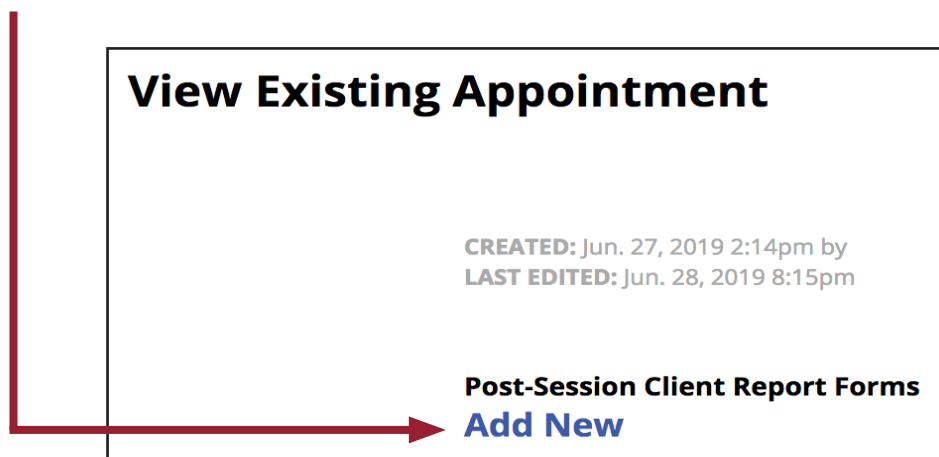 View Existing Appointment
CREATED: Jun. 27, 2019 2:14pm by
LAST EDITED: Jun. 28, 2019 8:15pm
Post-Session Client Report Forms
Add New